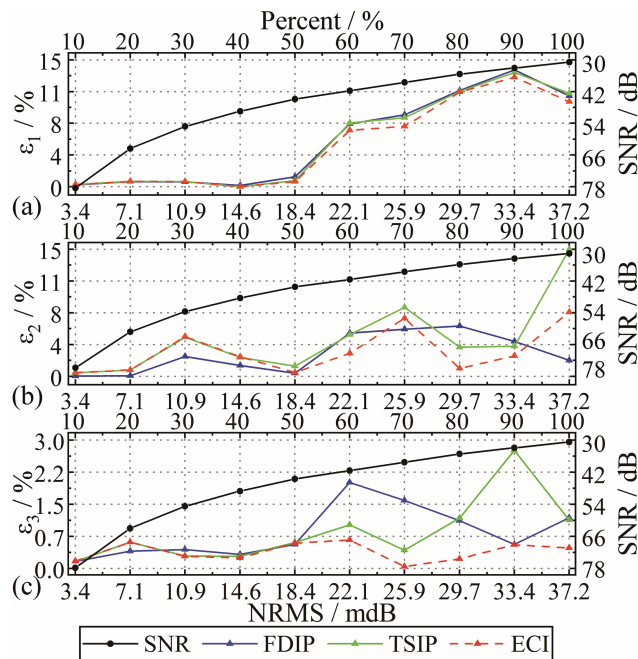 Percent / %
10 20 30 40 50 60 70 80 90 100
15 11 8 4 0
ε1 / %
30 42 54 66 78
SNR / dB
(a)
3.4 7.1 10.9 14.6 18.4 22.1 25.9 29.7 33.4 37.2
10 20 30 40 50 60 70 80 90 100
15 11 8 4 0
ε2 / %
30 42 54 66 78
SNR / dB
(b)
3.4 7.1 10.9 14.6 18.4 22.1 25.9 29.7 33.4 37.2
10 20 30 40 50 60 70 80 90 100
3.0 2.2 1.5 0.7 0.0
ε3 / %
30 42 54 66 78
SNR / dB
(c)
3.4 7.1 10.9 14.6 18.4 22.1 25.9 29.7 33.4 37.2
NRMS / mdB
SNR FDIP TSIP ECI